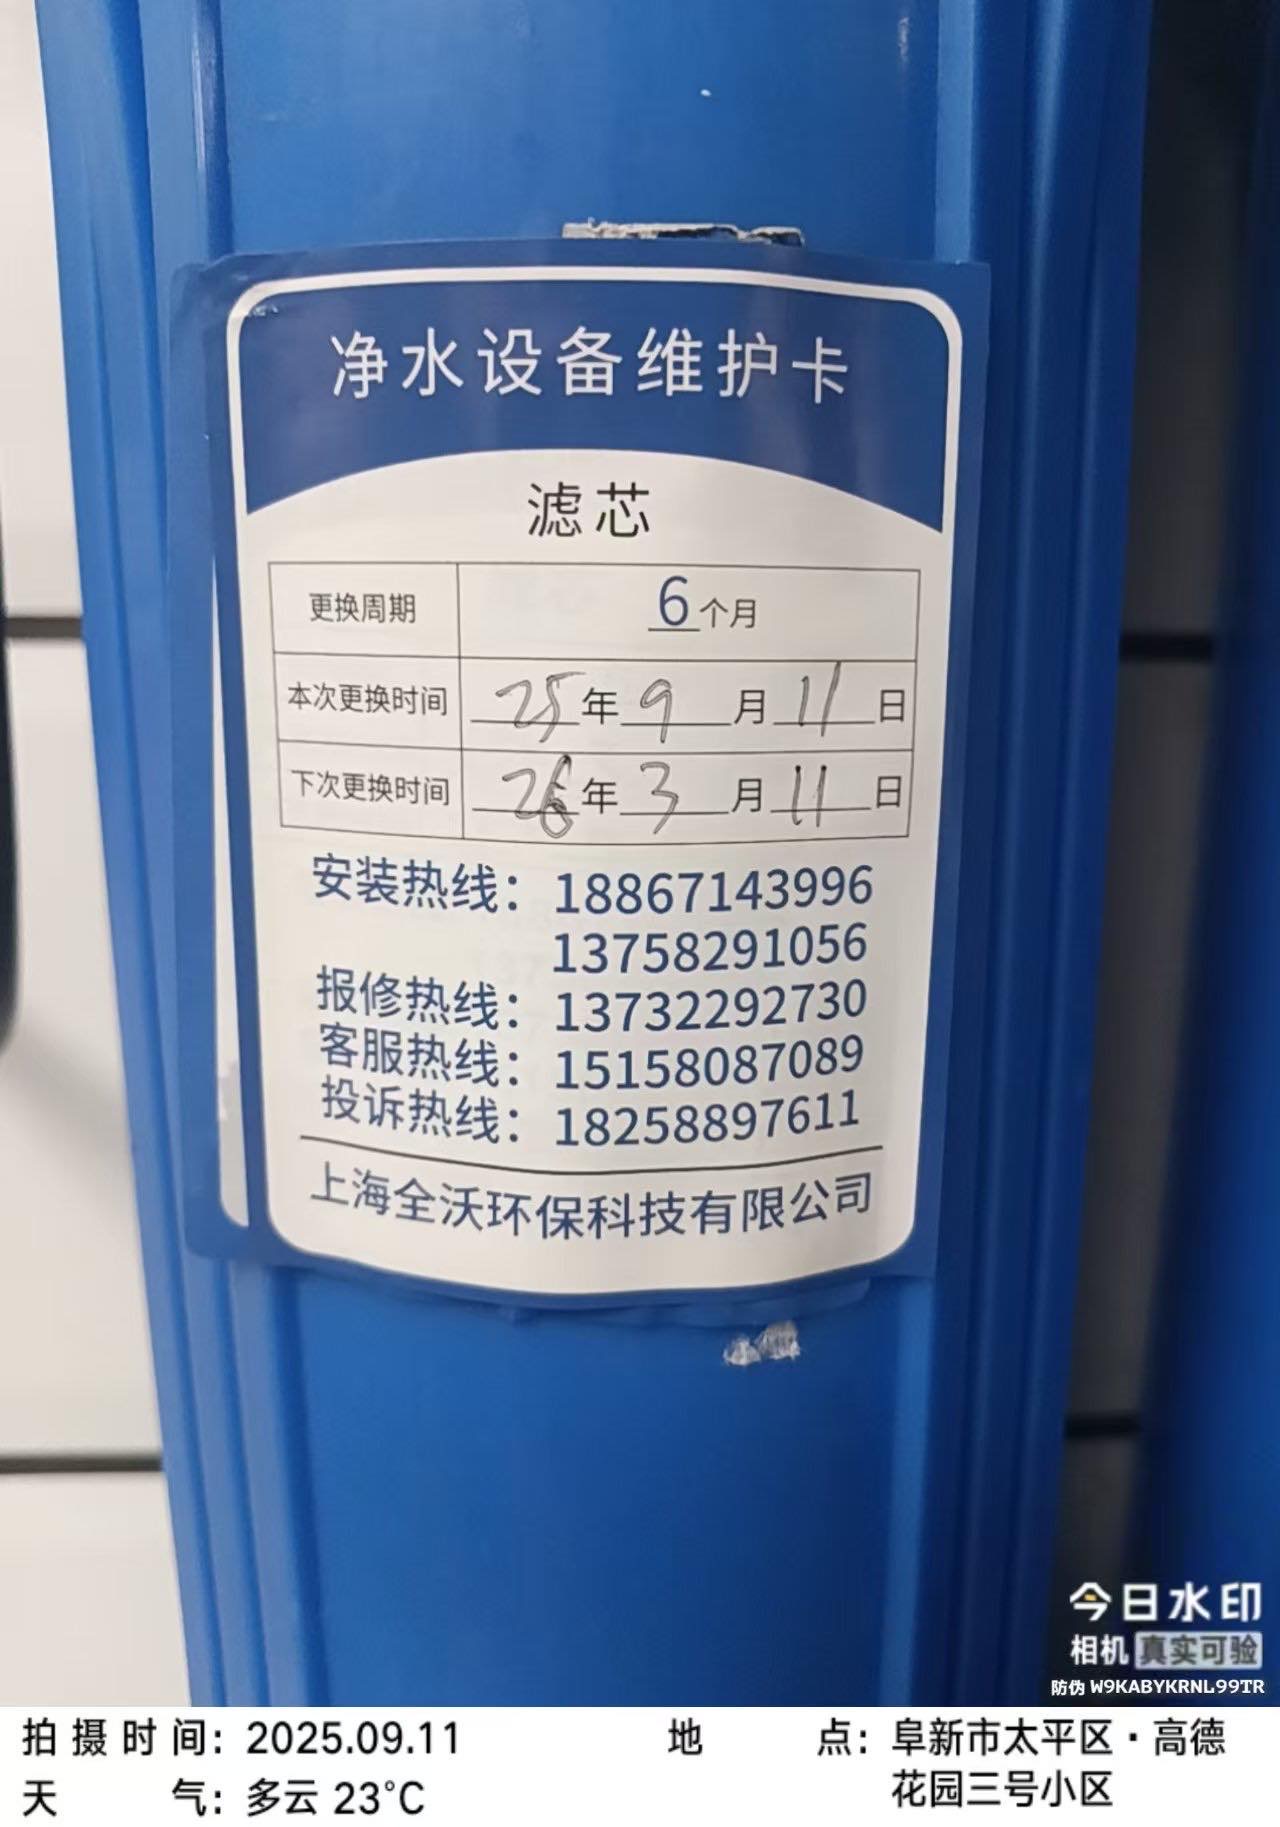 净水设备维护卡
滤芯
更换周期 6个月
本次更换时间 25年9月11日
下次更换时间 26年3月11日
安装热线：18867143996
13758291056
报修热线：13732292730
客服热线：15158087089
投诉热线：18258897611
上海全沃环保科技有限公司
今日水印
相机 真实可验
防伪 W9KABYKRNL99TR
拍摄时间：2025.09.11
天气：多云 23°C
地点：阜新市太平区·高德
花园三号小区